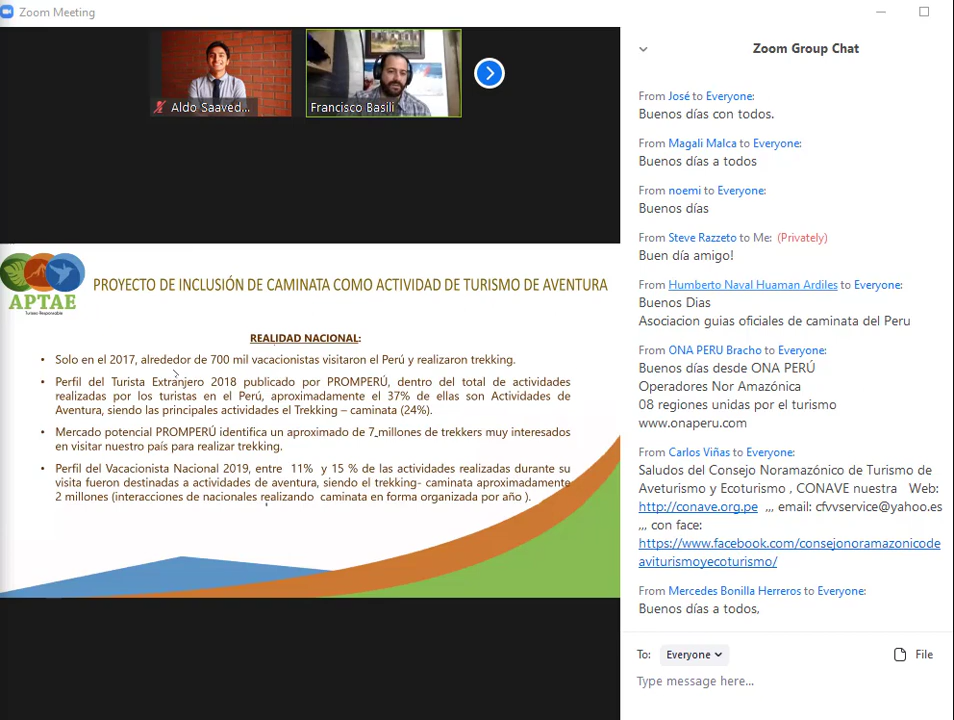 Zoom Meeting
Aldo Saaved...
Francisco Basili
APTAE
Turismo Responsable
PROYECTO DE INCLUSIÓN DE CAMINATA COMO ACTIVIDAD DE TURISMO DE AVENTURA
REALIDAD NACIONAL:
• Solo en el 2017, alrededor de 700 mil vacacionistas visitaron el Perú y realizaron trekking.
• Perfil del Turista Extranjero 2018 publicado por PROMPERÚ, dentro del total de actividades
realizadas por los turistas en el Perú, aproximadamente el 37% de ellas son Actividades de
Aventura, siendo las principales actividades el Trekking – caminata (24%).
• Mercado potencial PROMPERÚ identifica un aproximado de 7 millones de trekkers muy interesados
en visitar nuestro país para realizar trekking.
• Perfil del Vacacionista Nacional 2019, entre 11% y 15 % de las actividades realizadas durante su
visita fueron destinadas a actividades de aventura, siendo el trekking- caminata aproximadamente
2 millones (interacciones de nacionales realizando caminata en forma organizada por año ).
Zoom Group Chat
From José to Everyone:
Buenos días con todos.
From Magali Malca to Everyone:
Buenos días a todos
From noemi to Everyone:
Buenos días
From Steve Razzeto to Me: (Privately)
Buen día amigo!
From Humberto Naval Huaman Ardiles to Everyone:
Buenos Dias
Asociacion guias oficiales de caminata del Peru
From ONA PERU Bracho to Everyone:
Buenos días desde ONA PERÚ
Operadores Nor Amazónica
08 regiones unidas por el turismo
www.onaperu.com
From Carlos Viñas to Everyone:
Saludos del Consejo Noramazónico de Turismo de
Aveturismo y Ecoturismo , CONAVE nuestra Web:
http://conave.org.pe ,,, email: cfvvservice@yahoo.es
,,, con face:
https://www.facebook.com/consejonoramazonicode
aviturismoyecoturismo/
From Mercedes Bonilla Herreros to Everyone:
Buenos días a todos,
To: Everyone
File
Type message here...